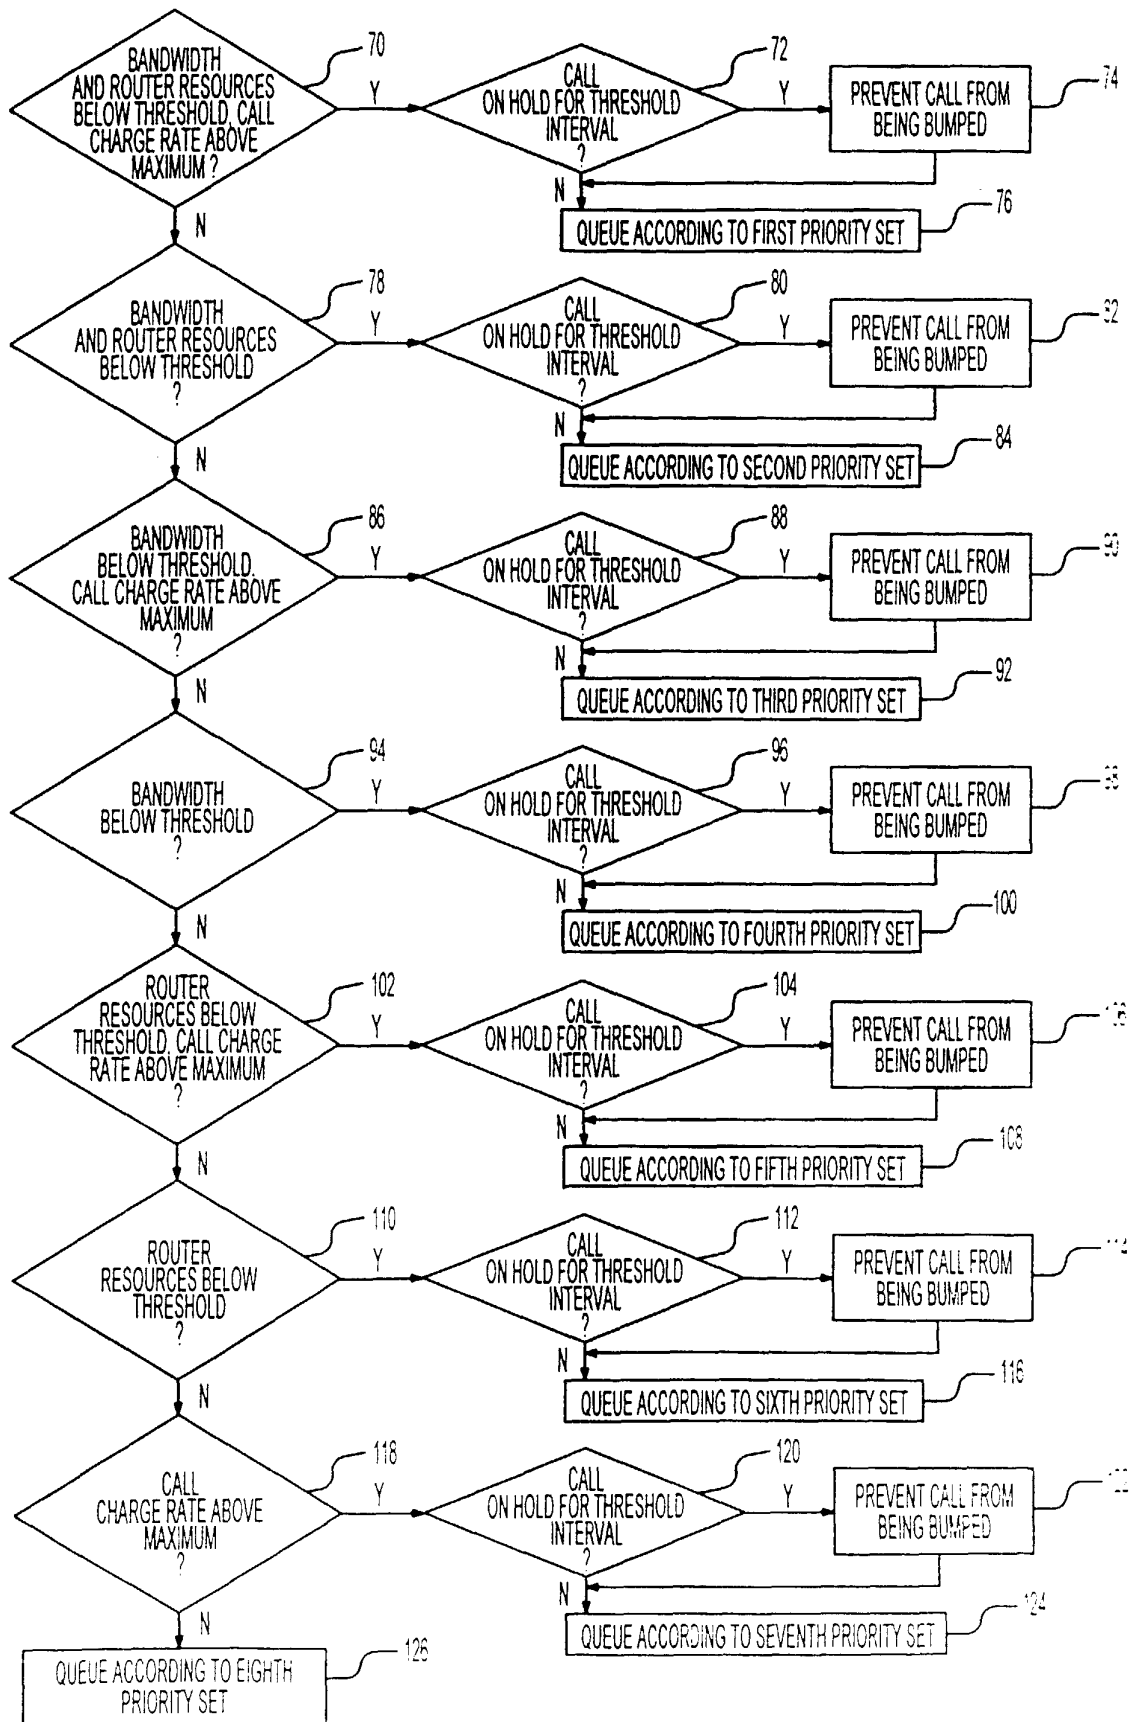 BANDWIDTH
AND ROUTER RESOURCES
BELOW THRESHOLD, CALL
CHARGE RATE ABOVE
MAXIMUM ?
70
Y
CALL
ON HOLD FOR THRESHOLD
INTERVAL
?
72
Y
PREVENT CALL FROM
BEING BUMPED
74
N
N
QUEUE ACCORDING TO FIRST PRIORITY SET
76
BANDWIDTH
AND ROUTER RESOURCES
BELOW THRESHOLD
?
78
Y
CALL
ON HOLD FOR THRESHOLD
INTERVAL
?
80
Y
PREVENT CALL FROM
BEING BUMPED
N
N
QUEUE ACCORDING TO SECOND PRIORITY SET
84
BANDWIDTH
BELOW THRESHOLD.
CALL CHARGE RATE ABOVE
MAXIMUM
?
86
Y
CALL
ON HOLD FOR THRESHOLD
INTERVAL
?
88
Y
PREVENT CALL FROM
BEING BUMPED
90
N
N
QUEUE ACCORDING TO THIRD PRIORITY SET
92
BANDWIDTH
BELOW THRESHOLD
?
94
Y
CALL
ON HOLD FOR THRESHOLD
INTERVAL
?
96
Y
PREVENT CALL FROM
BEING BUMPED
N
N
QUEUE ACCORDING TO FOURTH PRIORITY SET
100
ROUTER
RESOURCES BELOW
THRESHOLD, CALL CHARGE
RATE ABOVE MAXIMUM
?
102
Y
CALL
ON HOLD FOR THRESHOLD
INTERVAL
?
104
Y
PREVENT CALL FROM
BEING BUMPED
N
N
QUEUE ACCORDING TO FIFTH PRIORITY SET
108
ROUTER
RESOURCES BELOW
THRESHOLD
?
110
Y
CALL
ON HOLD FOR THRESHOLD
INTERVAL
?
112
Y
PREVENT CALL FROM
BEING BUMPED
N
N
QUEUE ACCORDING TO SIXTH PRIORITY SET
116
CALL
CHARGE RATE ABOVE
MAXIMUM
?
118
Y
CALL
ON HOLD FOR THRESHOLD
INTERVAL
?
120
Y
PREVENT CALL FROM
BEING BUMPED
N
N
QUEUE ACCORDING TO SEVENTH PRIORITY SET
124
QUEUE ACCORDING TO EIGHTH
PRIORITY SET
126